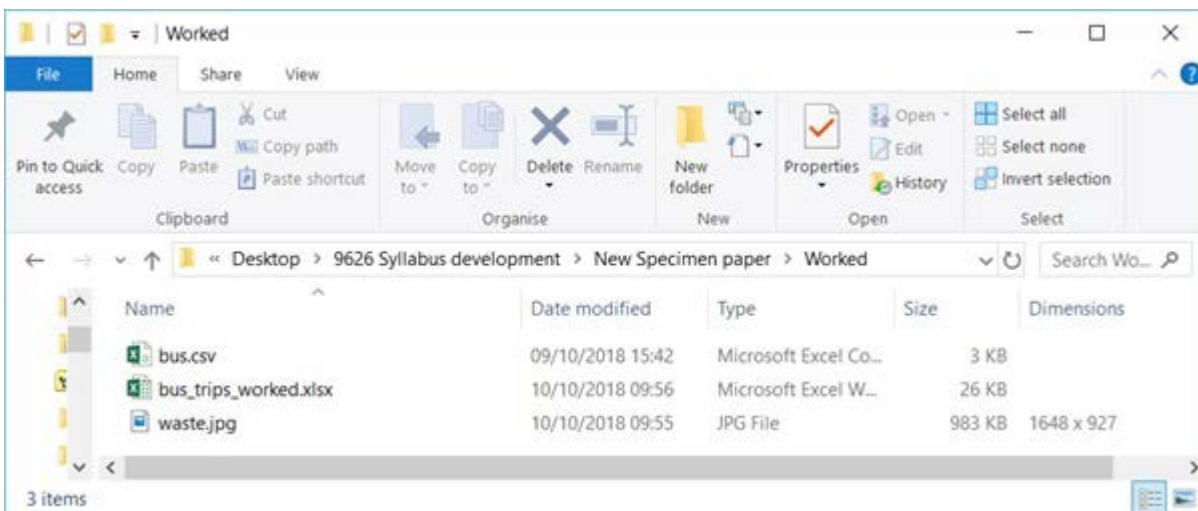 Worked
File Home Share View
Pin to Quick access
Copy
Paste
Cut
Copy path
Paste shortcut
Move to
Copy to
Delete
Rename
New folder
Properties
Open
Edit
History
Select all
Select none
Invert selection
Clipboard Organise New Open Select
« Desktop > 9626 Syllabus development > New Specimen paper > Worked
Search Wo...
Name Date modified Type Size Dimensions
bus.csv 09/10/2018 15:42 Microsoft Excel Co... 3 KB
bus_trips_worked.xlsx 10/10/2018 09:56 Microsoft Excel W... 26 KB
waste.jpg 10/10/2018 09:55 JPG File 983 KB 1648 x 927
3 items